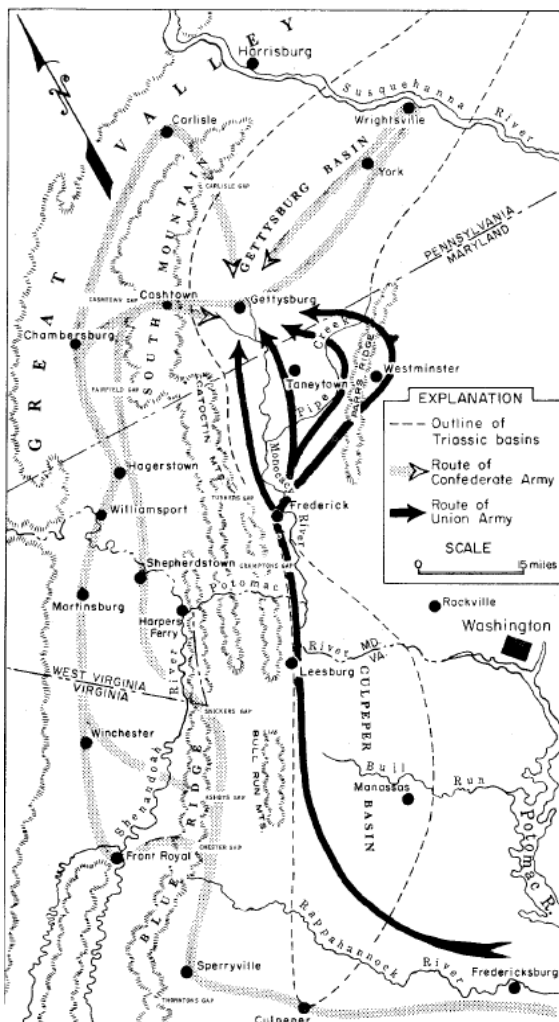 N
Harrisburg
Susquehanna River
Wrightsville
Carlisle
York
GREAT VALLEY
SOUTH MOUNTAIN
CARLISLE GAP
GETTYSBURG BASIN
PENNSYLVANIA
MARYLAND
Cashtown
CASHTOWN GAP
Gettysburg
Chambersburg
Creek
Pipe
Taneytown
PARRS RIDGE
Westminster
FAIRFIELD GAP
CATOCTIN MTS.
Monocacy
River
Hagerstown
TURNERS GAP
Frederick
Williamsport
CRAMPTONS GAP
Shepherdstown
Potomac
Martinsburg
Harpers
Ferry
EXPLANATION
Outline of
Triassic basins
Route of
Confederate Army
Route of
Union Army
SCALE
0 15 miles
Rockville
Washington
River
MD.
VA.
Leesburg
WEST VIRGINIA
VIRGINIA
River
SNICKERS GAP
CULPEPER
BASIN
BULL RUN MTS.
Bull Run
Manassas
Winchester
Shenandoah
ASHBYS GAP
BLUE RIDGE
CHESTER GAP
Front Royal
Potomac R.
Rappahannock River
Sperryville
Fredericksburg
THORNTONS GAP
Culpeper